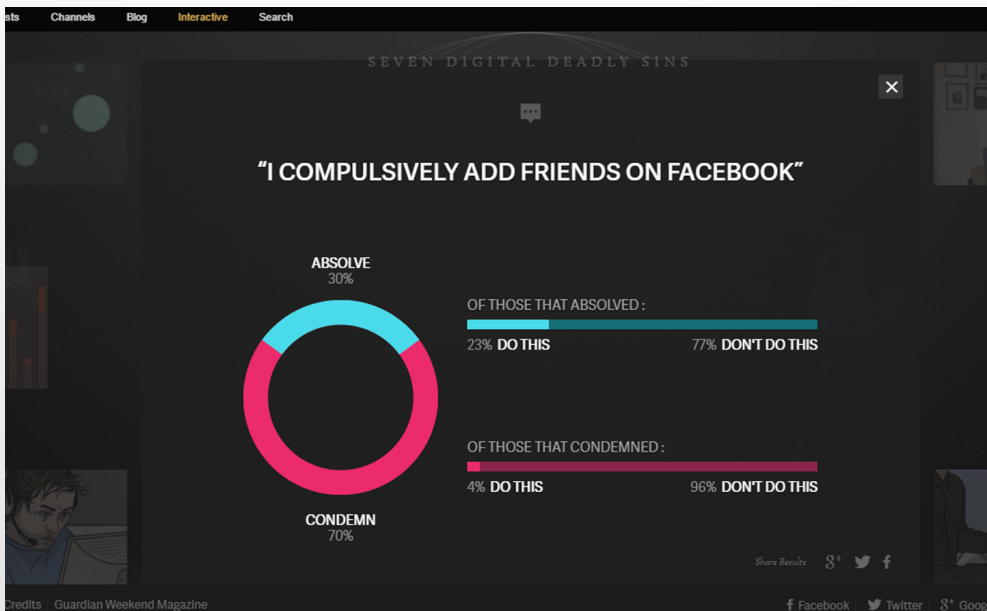 sts Channels Blog Interactive Search
SEVEN DIGITAL DEADLY SINS
“I COMPULSIVELY ADD FRIENDS ON FACEBOOK”
ABSOLVE
30%
OF THOSE THAT ABSOLVED :
23% DO THIS 77% DON'T DO THIS
OF THOSE THAT CONDEMNED :
4% DO THIS 96% DON'T DO THIS
CONDEMN
70%
Share Results
Credits Guardian Weekend Magazine Facebook Twitter Goog